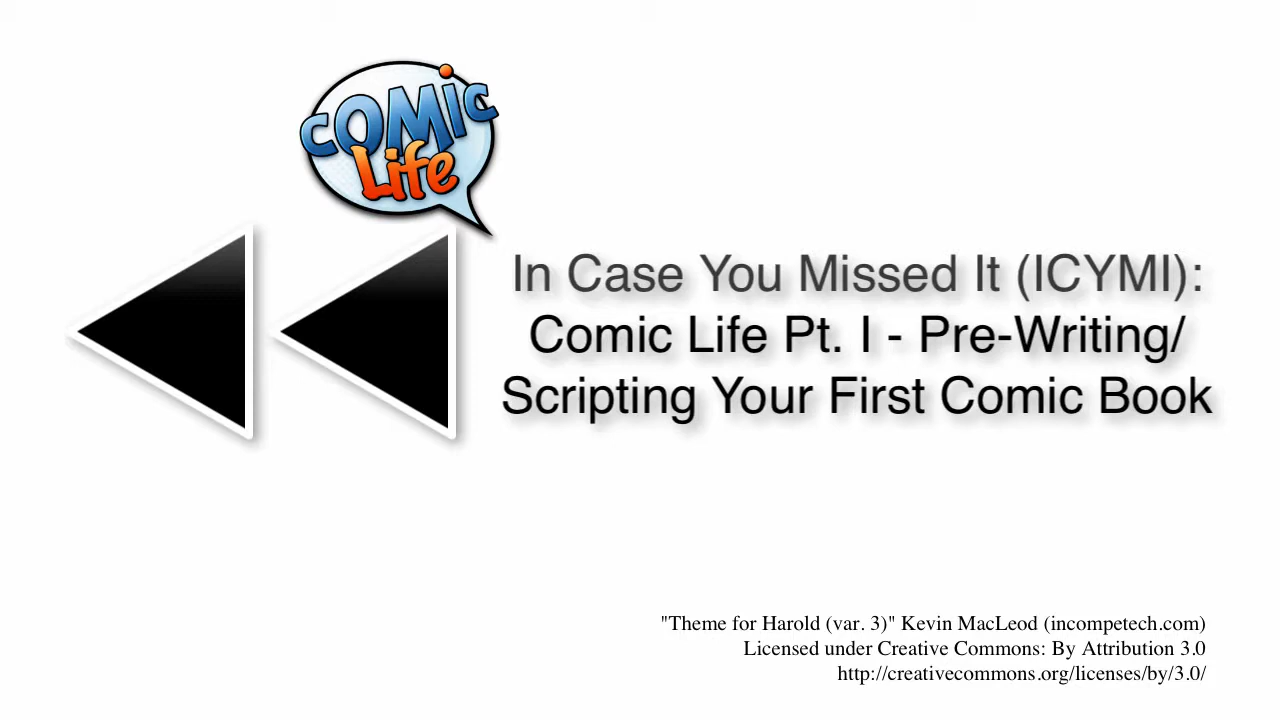 COMIC
Life
In Case You Missed It (ICYMI):
Comic Life Pt. I - Pre-Writing/
Scripting Your First Comic Book
"Theme for Harold (var. 3)" Kevin MacLeod (incompetech.com)
Licensed under Creative Commons: By Attribution 3.0
http://creativecommons.org/licenses/by/3.0/